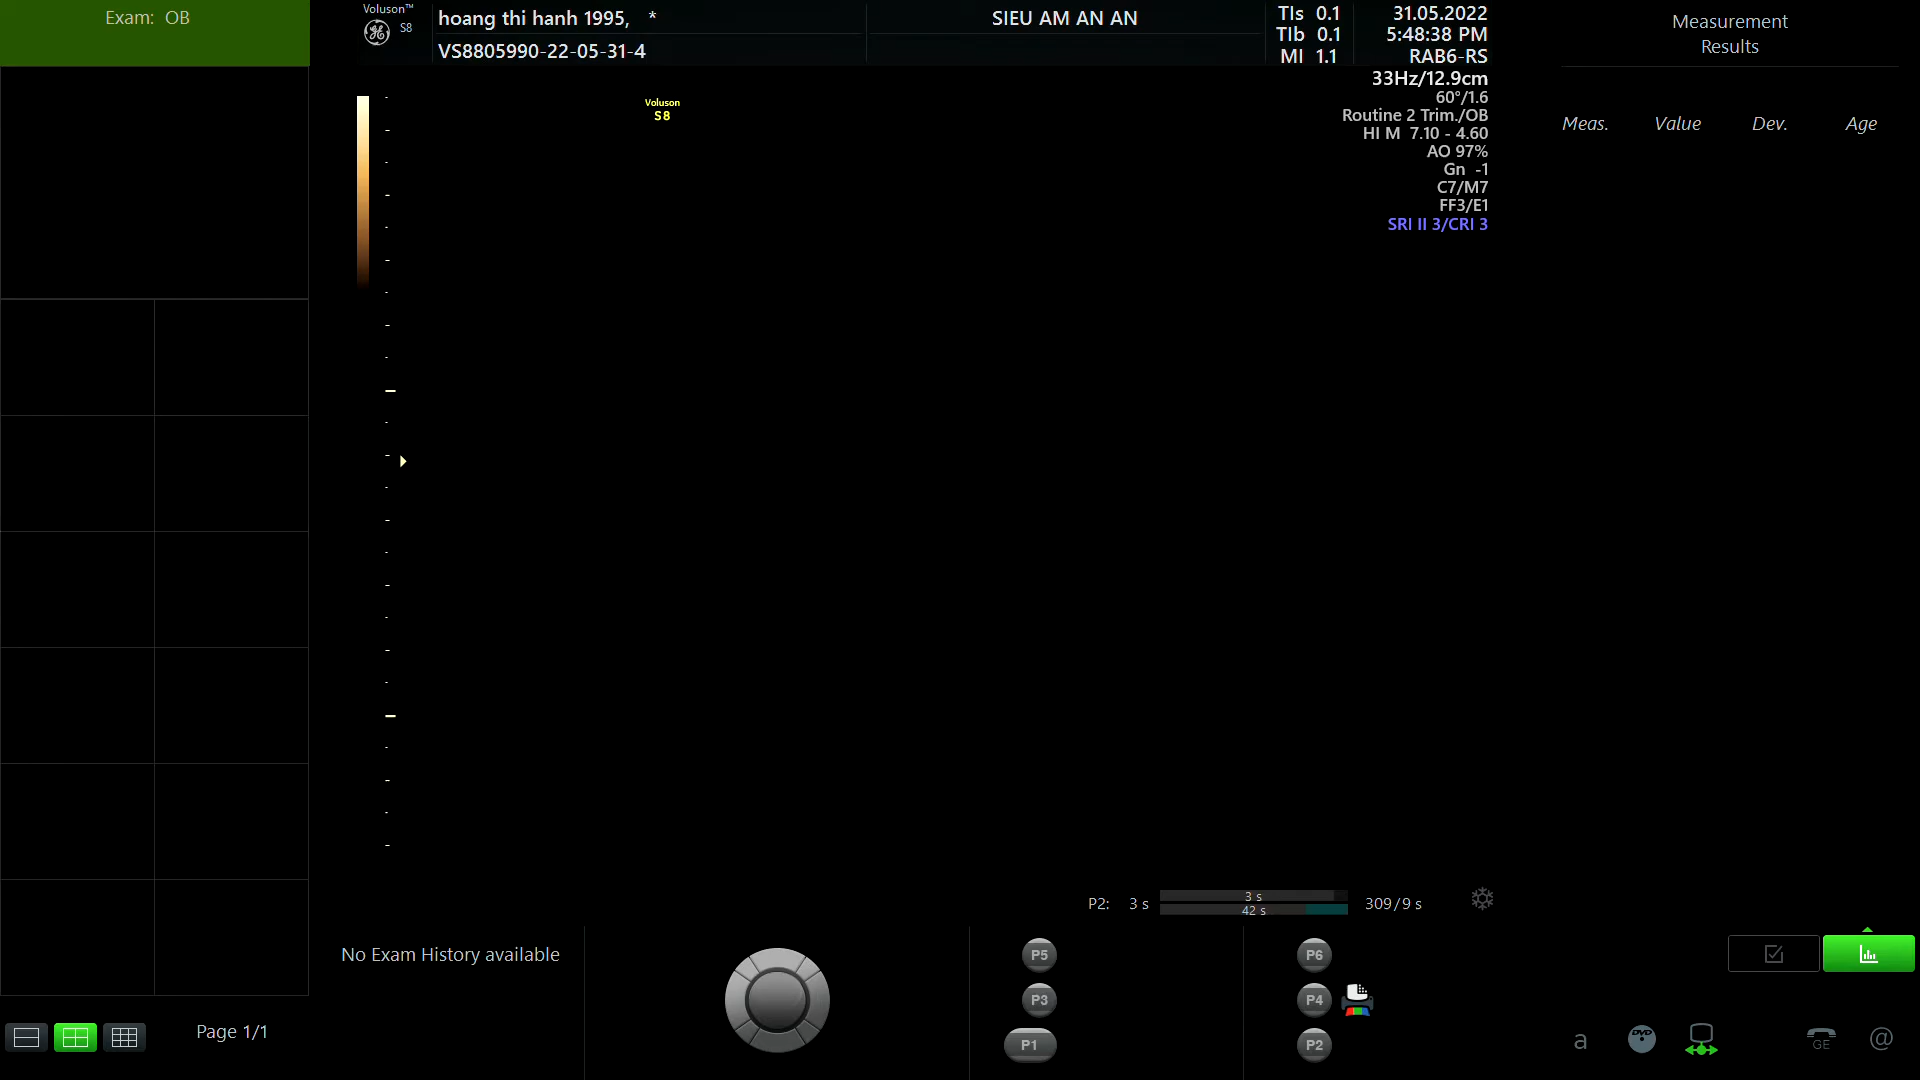 Exam: OB
Voluson™
S8
hoang thi hanh 1995, *
VS8805990-22-05-31-4
SIEU AM AN AN
TIs 0.1
TIb 0.1
MI 1.1
31.05.2022
5:48:38 PM
RAB6-RS
33Hz/12.9cm
60°/1.6
Routine 2 Trim./OB
HI M 7.10 - 4.60
AO 97%
Gn -1
C7/M7
FF3/E1
SRI II 3/CRI 3
Voluson
S8
Measurement
Results
Meas. Value Dev. Age
P2: 3 s
3 s
42 s
309/9 s
No Exam History available
P5
P3
P1
P6
P4
P2
Page 1/1
a
DVD
GE
@